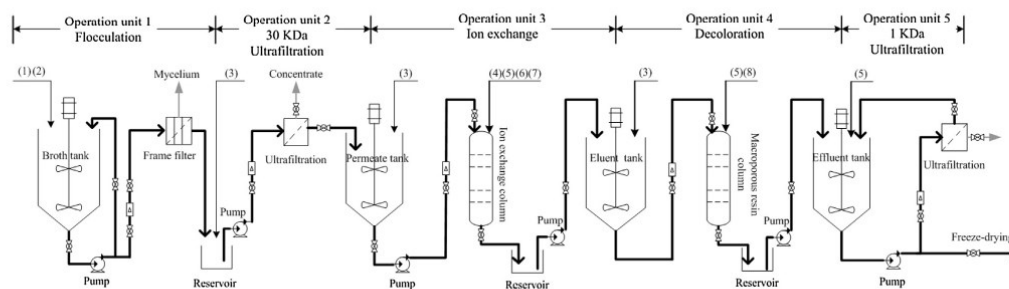 Operation unit 1
Flocculation
Operation unit 2
30 KDa
Ultrafiltration
Operation unit 3
Ion exchange
Operation unit 4
Decoloration
Operation unit 5
1 KDa
Ultrafiltration
(1)(2)
Mycelium
(3)
Concentrate
(3)
(4)(5)(6)(7)
(3)
(5)(8)
(5)
Broth tank
Frame filter
Ultrafiltration
Permeate tank
Ion exchange column
Eluent tank
Macroporous resin
column
Effluent tank
Ultrafiltration
Pump
Pump
Pump
Freeze-drying
Pump
Reservoir
Pump
Reservoir
Reservoir
Pump